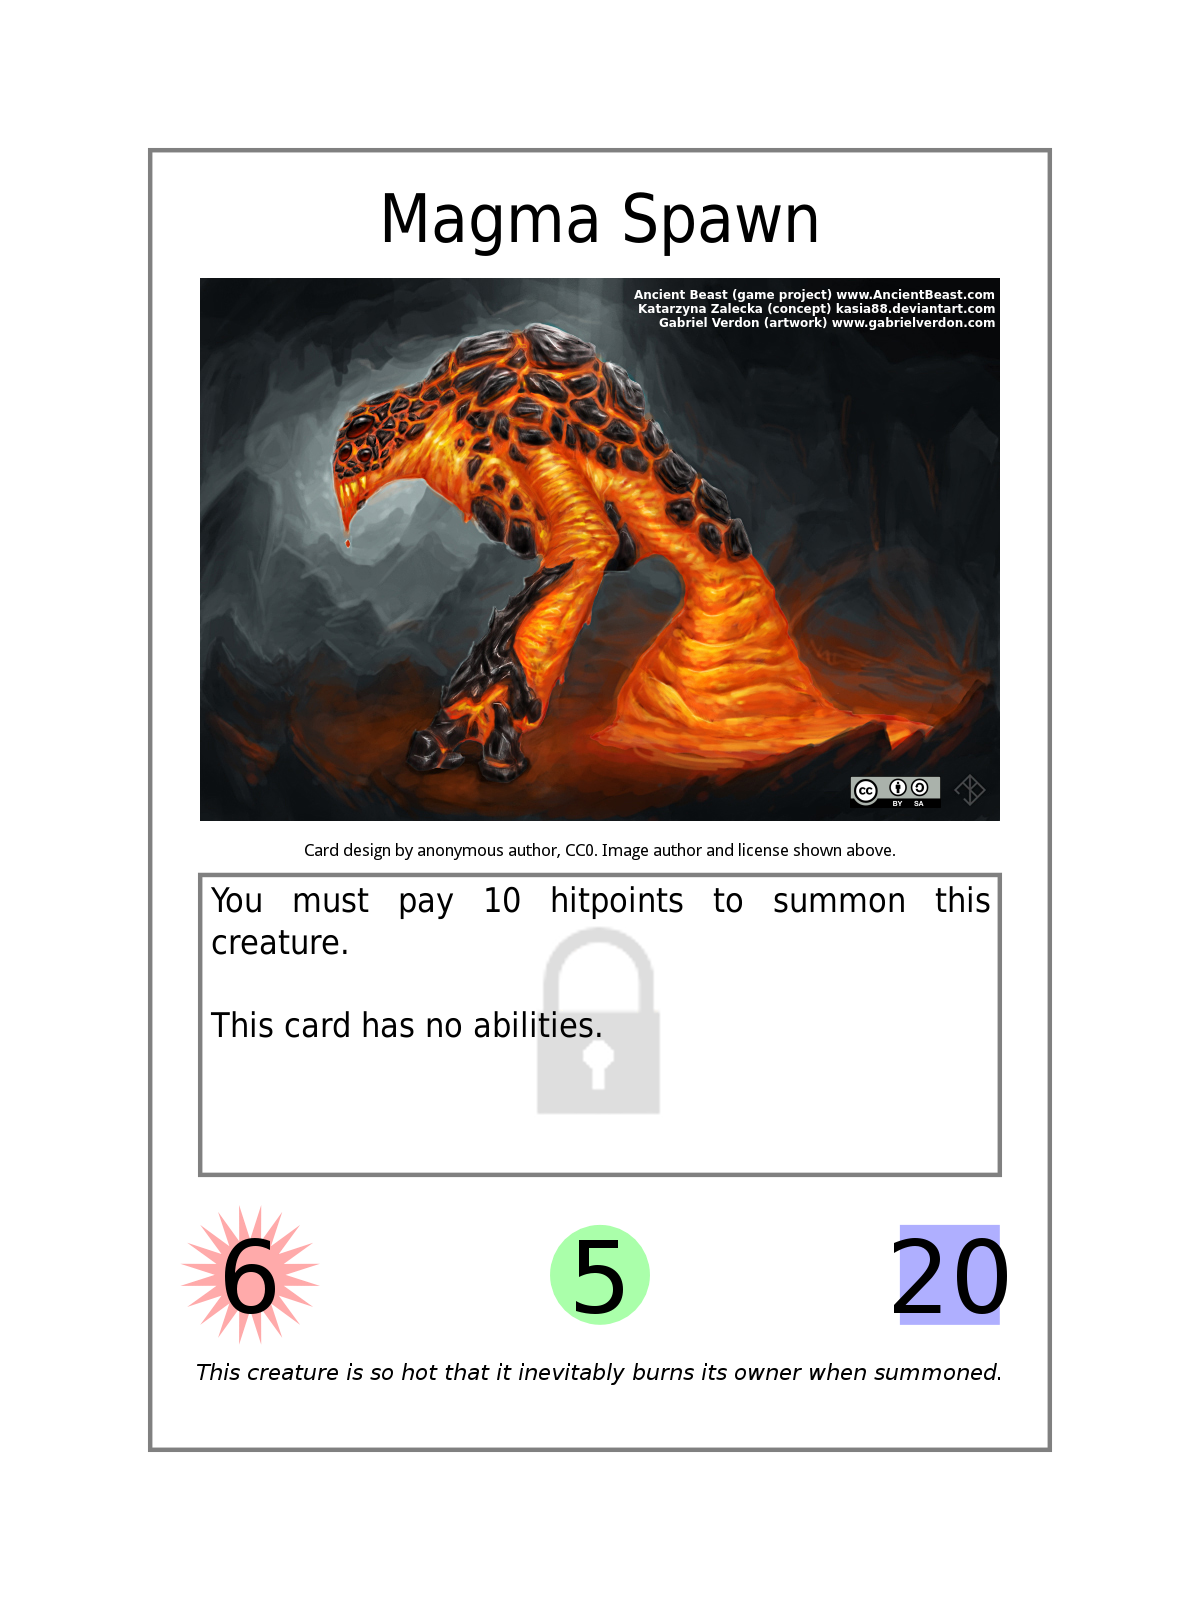 Magma Spawn
Ancient Beast (game project) www.AncientBeast.com
Katarzyna Zalecka (concept) kasia88.deviantart.com
Gabriel Verdon (artwork) www.gabrielverdon.com
cc
BY SA
Card design by anonymous author, CC0. Image author and license shown above.
You must pay 10 hitpoints to summon this
creature.
This card has no abilities.
6 5 20
This creature is so hot that it inevitably burns its owner when summoned.